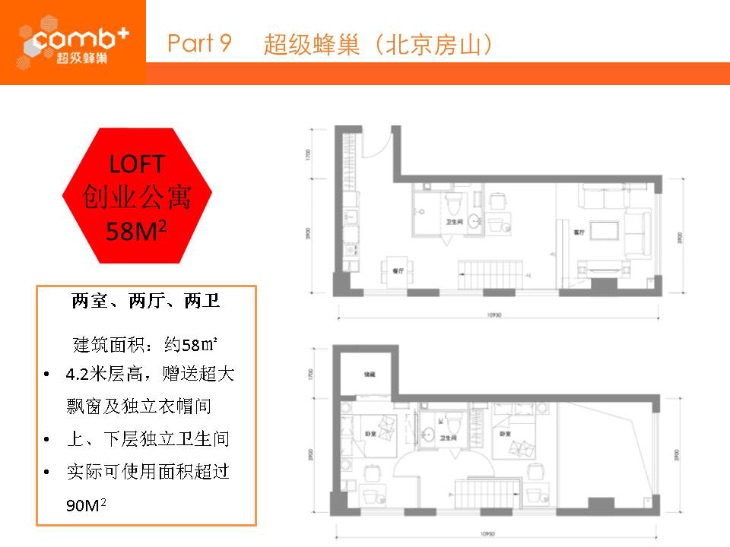 comb+
超级蜂巢
Part 9 超级蜂巢（北京房山）
LOFT
创业公寓
58M²
两室、两厅、两卫
建筑面积：约58㎡
• 4.2米层高，赠送超大
飘窗及独立衣帽间
• 上、下层独立卫生间
• 实际可使用面积超过
90M²
1700
3900
卫生间
客厅
餐厅
上
3900
10950
1700
储藏
3900
卧室
卫生间
卧室
下
3900
10950